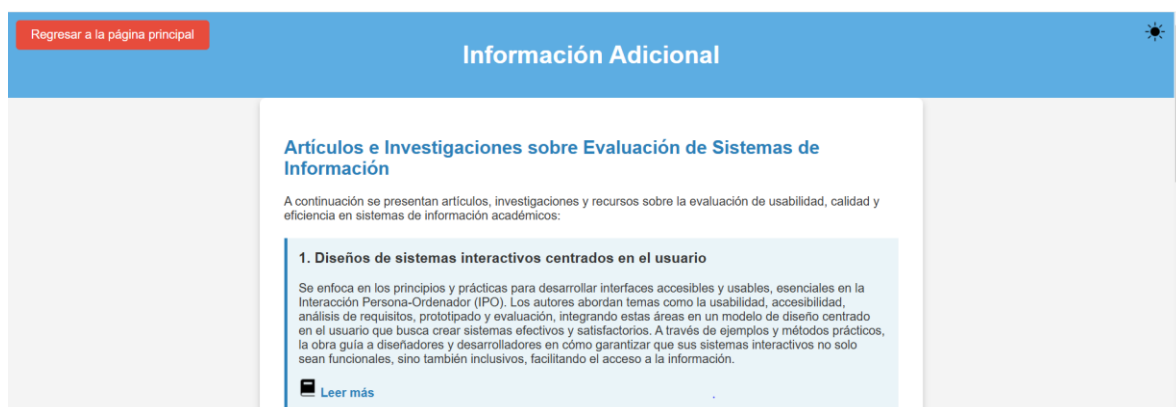 Regresar a la página principal
Información Adicional
Artículos e Investigaciones sobre Evaluación de Sistemas de
Información
A continuación se presentan artículos, investigaciones y recursos sobre la evaluación de usabilidad, calidad y
eficiencia en sistemas de información académicos:
1. Diseños de sistemas interactivos centrados en el usuario
Se enfoca en los principios y prácticas para desarrollar interfaces accesibles y usables, esenciales en la
Interacción Persona-Ordenador (IPO). Los autores abordan temas como la usabilidad, accesibilidad,
análisis de requisitos, prototipado y evaluación, integrando estas áreas en un modelo de diseño centrado
en el usuario que busca crear sistemas efectivos y satisfactorios. A través de ejemplos y métodos prácticos,
la obra guía a diseñadores y desarrolladores en cómo garantizar que sus sistemas interactivos no solo
sean funcionales, sino también inclusivos, facilitando el acceso a la información.
Leer más